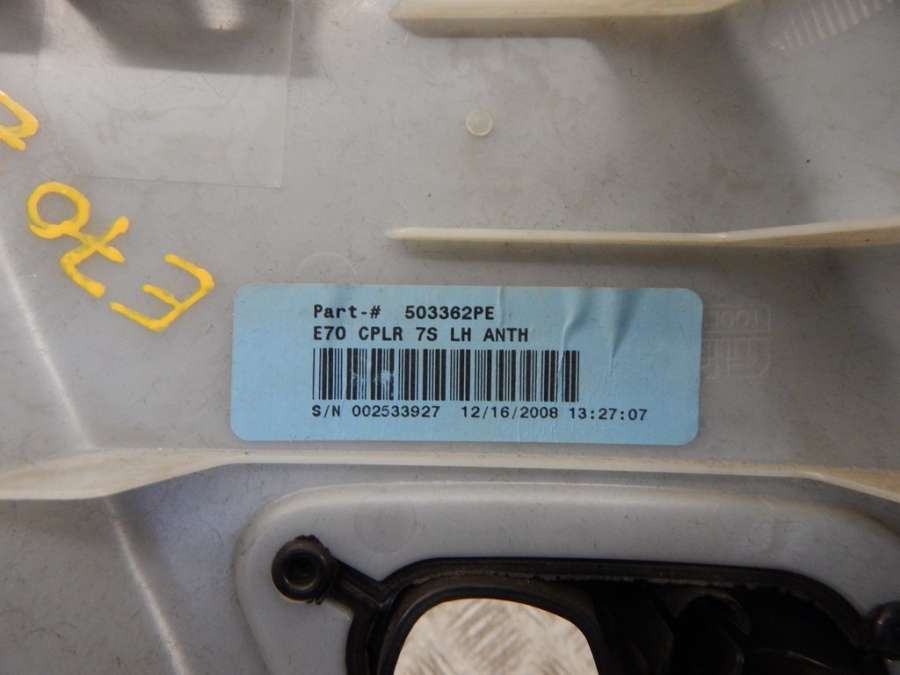 E70
Part-# 503362PE
E70 CPLR 7S LH ANTH
S/N 002533927 12/16/2008 13:27:07